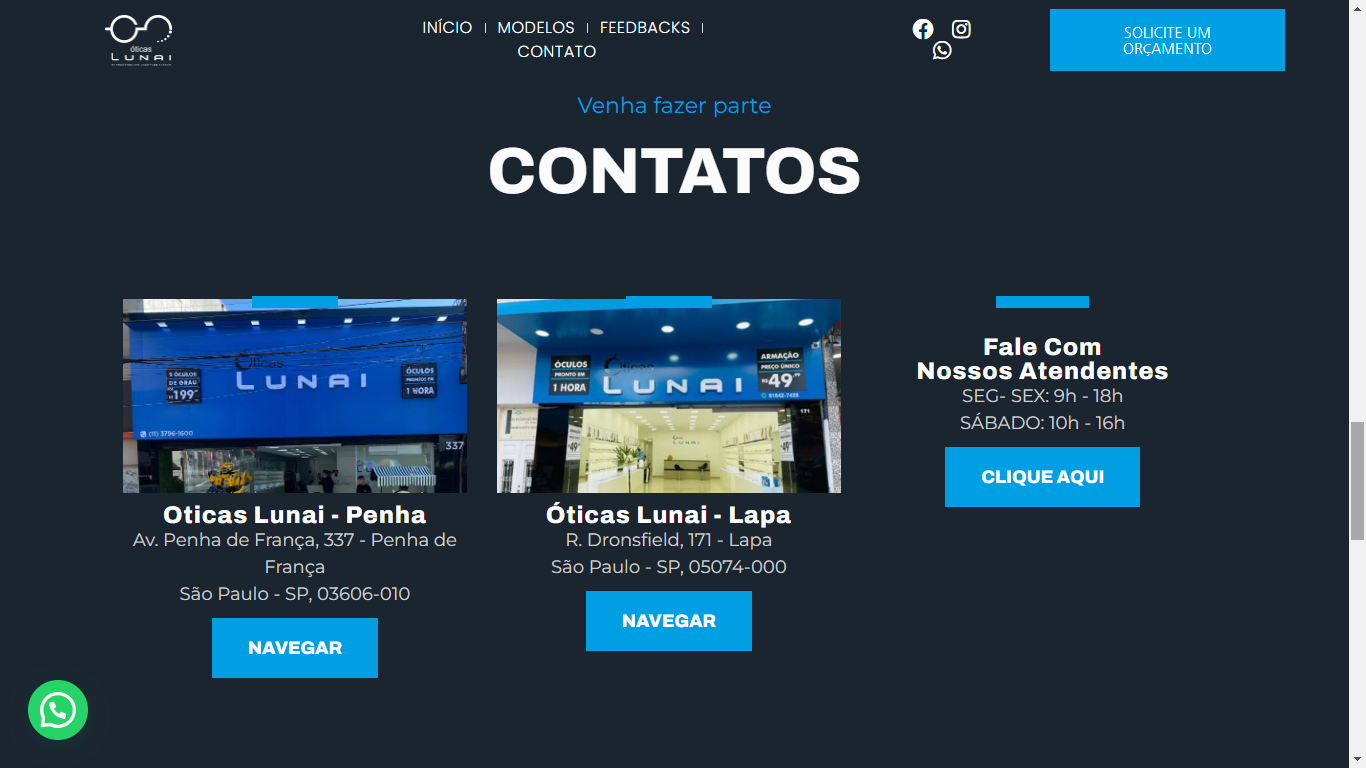 óticas
LUNAI
INÍCIO
MODELOS
FEEDBACKS
CONTATO
SOLICITE UM
ORÇAMENTO
Venha fazer parte
CONTATOS
Óticas
LUNAI
ÓCULOS
DE GRAU
199
ÓCULOS
PRONTOS EM
1 HORA
(11) 3796-1600
337
Óticas
LUNAI
ÓCULOS
PRONTO EM
1 HORA
ARMAÇÃO
PREÇO ÚNICO
R$49
91042-7428
171
LUNAI
Oticas Lunai - Penha
Av. Penha de França, 337 - Penha de
França
São Paulo - SP, 03606-010
NAVEGAR
Óticas Lunai - Lapa
R. Dronsfield, 171 - Lapa
São Paulo - SP, 05074-000
NAVEGAR
Fale Com
Nossos Atendentes
SEG- SEX: 9h - 18h
SÁBADO: 10h - 16h
CLIQUE AQUI